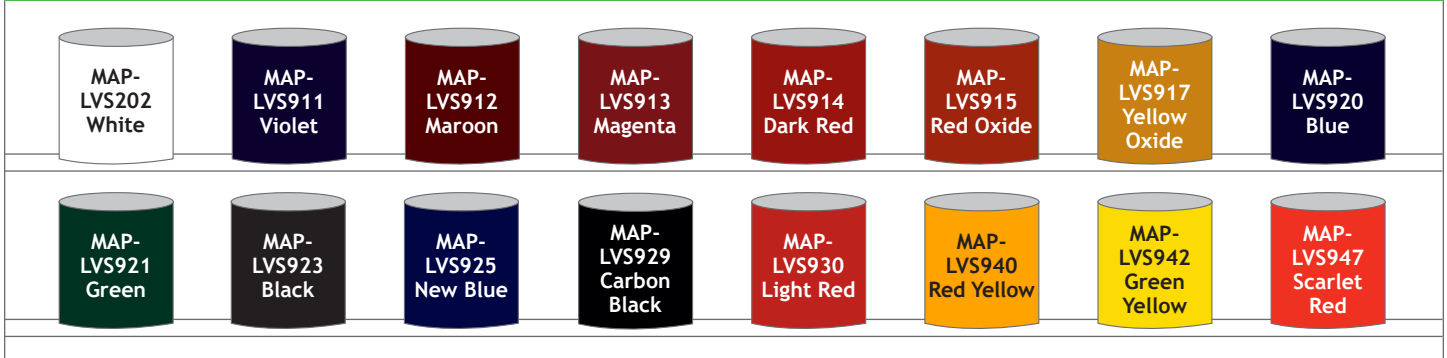 MAP-
LVS202
White
MAP-
LVS911
Violet
MAP-
LVS912
Maroon
MAP-
LVS913
Magenta
MAP-
LVS914
Dark Red
MAP-
LVS915
Red Oxide
MAP-
LVS917
Yellow
Oxide
MAP-
LVS920
Blue
MAP-
LVS921
Green
MAP-
LVS923
Black
MAP-
LVS925
New Blue
MAP-
LVS929
Carbon
Black
MAP-
LVS930
Light Red
MAP-
LVS940
Red Yellow
MAP-
LVS942
Green
Yellow
MAP-
LVS947
Scarlet
Red